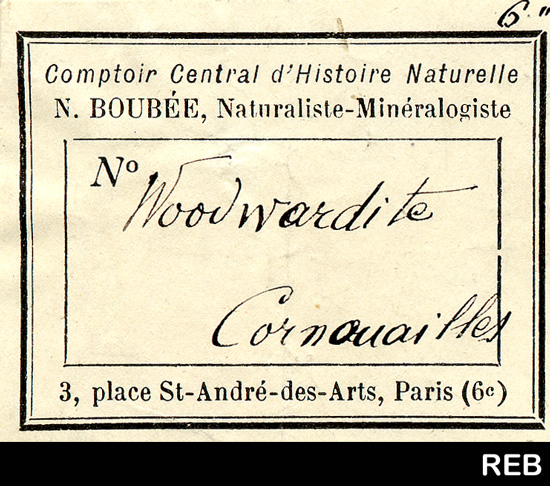 6 "
Comptoir Central d'Histoire Naturelle
N. BOUBÉE, Naturaliste-Minéralogiste
Nº
Woodwardite
Cornouailles
3, place St-André-des-Arts, Paris (6e)
REB